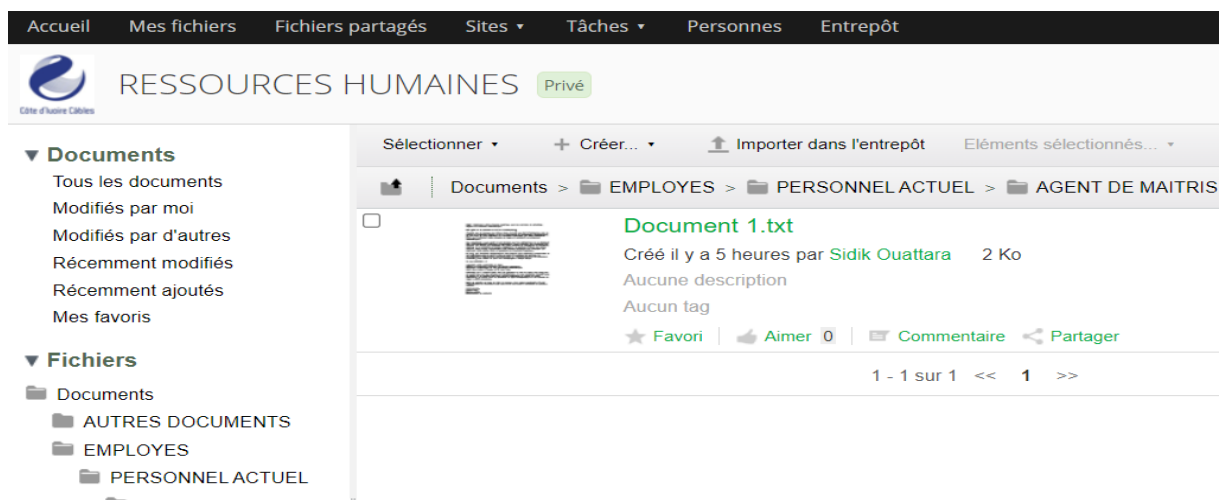 Accueil Mes fichiers Fichiers partagés Sites Tâches Personnes Entrepôt
Côte d'Ivoire Câbles
RESSOURCES HUMAINES Privé
Documents
Tous les documents
Modifiés par moi
Modifiés par d'autres
Récemment modifiés
Récemment ajoutés
Mes favoris
Fichiers
Documents
AUTRES DOCUMENTS
EMPLOYES
PERSONNEL ACTUEL
Sélectionner + Créer... Importer dans l'entrepôt Eléments sélectionnés...
Documents > EMPLOYES > PERSONNEL ACTUEL > AGENT DE MAITRIS
Document 1.txt
Créé il y a 5 heures par Sidik Ouattara 2 Ko
Aucune description
Aucun tag
Favori Aimer 0 Commentaire Partager
1 - 1 sur 1 << 1 >>